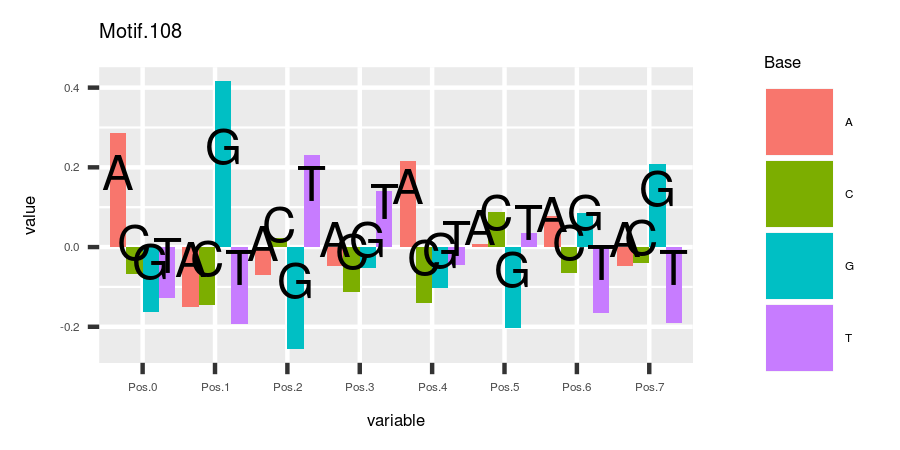 Motif.108
Base
0.4
0.2
0.0
-0.2
value
A C G T A C G T A C G T A C G T A C G T A C G T A C G T A C G T
Pos.0 Pos.1 Pos.2 Pos.3 Pos.4 Pos.5 Pos.6 Pos.7
variable
A
C
G
T